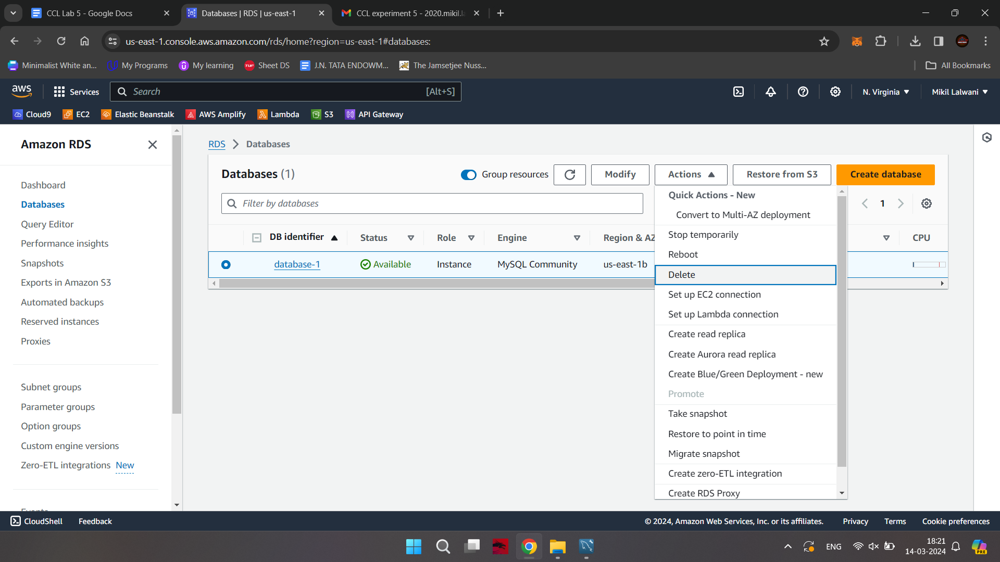 CCL Lab 5 - Google Docs
Databases | RDS | us-east-1
CCL experiment 5 - 2020.mikil.la
us-east-1.console.aws.amazon.com/rds/home?region=us-east-1#databases:
Minimalist White an...
My Programs
My learning
TUF
Sheet DS
J.N. TATA ENDOWM...
The Jamsetjee Nuss...
All Bookmarks
aws
Services
Search
[Alt+S]
N. Virginia
Mikil Lalwani
Cloud9
EC2
Elastic Beanstalk
AWS Amplify
Lambda
S3
API Gateway
Amazon RDS
Dashboard
Databases
Query Editor
Performance insights
Snapshots
Exports in Amazon S3
Automated backups
Reserved instances
Proxies
Subnet groups
Parameter groups
Option groups
Custom engine versions
Zero-ETL integrations New
Events
RDS
Databases
Databases (1)
Group resources
Modify
Actions
Restore from S3
Create database
Filter by databases
1
DB identifier
Status
Role
Engine
Region & AZ
CPU
database-1
Available
Instance
MySQL Community
us-east-1b
Quick Actions - New
Convert to Multi-AZ deployment
Stop temporarily
Reboot
Delete
Set up EC2 connection
Set up Lambda connection
Create read replica
Create Aurora read replica
Create Blue/Green Deployment - new
Promote
Take snapshot
Restore to point in time
Migrate snapshot
Create zero-ETL integration
Create RDS Proxy
CloudShell
Feedback
© 2024, Amazon Web Services, Inc. or its affiliates.
Privacy
Terms
Cookie preferences
ENG
18:21
14-03-2024
PRE